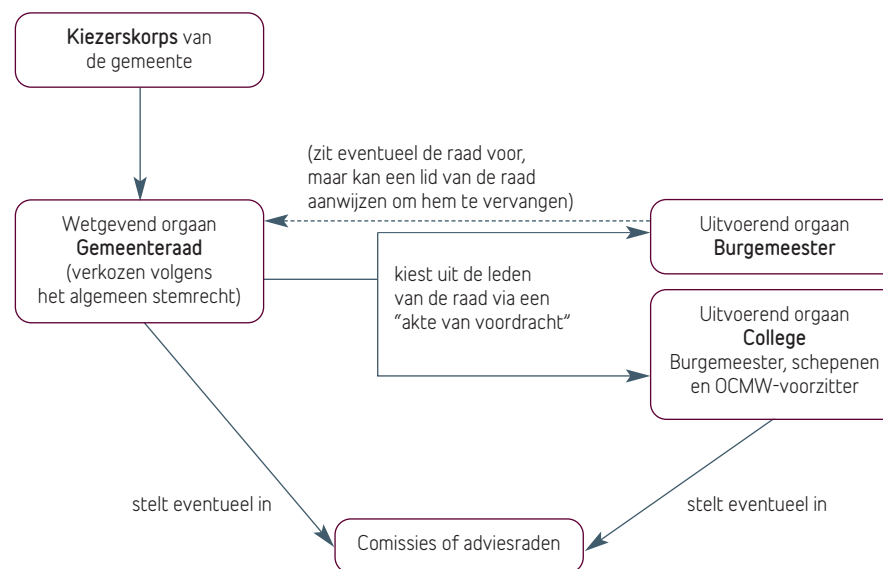 Kiezerskorps van
de gemeente
(zit eventueel de raad voor,
maar kan een lid van de raad
aanwijzen om hem te vervangen)
Wetgevend orgaan
Gemeenteraad
(verkozen volgens
het algemeen stemrecht)
Uitvoerend orgaan
Burgemeester
kiest uit de leden
van de raad via een
“akte van voordracht”
Uitvoerend orgaan
College
Burgemeester, schepenen
en OCMW-voorzitter
stelt eventueel in
stelt eventueel in
Comissies of adviesraden